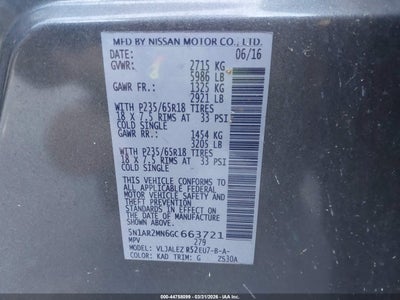 MFD BY NISSAN MOTOR CO., LTD.
DATE: 06/16
GVWR: 2715 KG
5986 LB
GAWR FR.: 1325 KG
2921 LB
WITH P235/65R18 TIRES
18 X 7.5 RIMS AT 33 PSI
COLD SINGLE
GAWR RR.: 1454 KG
3205 LB
WITH P235/65R18 TIRES
18 X 7.5 RIMS AT 33 PSI
COLD SINGLE
THIS VEHICLE CONFORMS TO ALL
APPLICABLE FEDERAL MOTOR
VEHICLE SAFETY AND THEFT
PREVENTION STANDARDS IN
EFFECT ON THE DATE OF
MANUFACTURE SHOWN ABOVE.
5N1AR2MN6GC663721
MPV 279
VLJALEZ R52EU7-B-A-
COLOR: KAD TRIM: G ZS30A
© IAA 000-44758099 | 03/31/2026 |